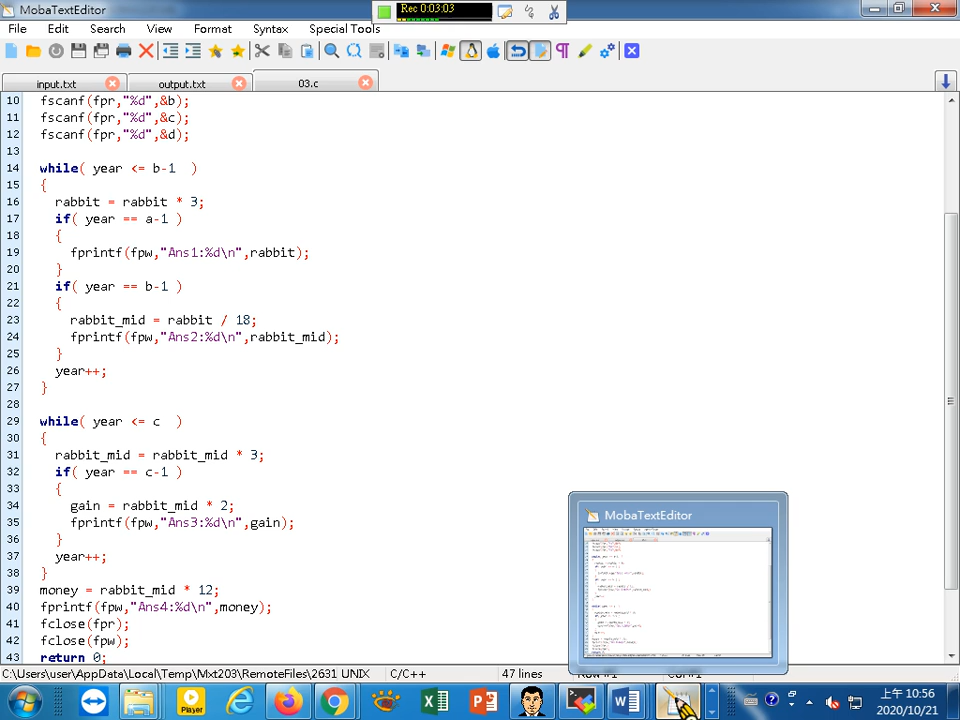 MobaTextEditor
Rec 0:03:03
File Edit Search View Format Syntax Special Tools
input.txt output.txt 03.c
10 fscanf(fpr,"%d",&b);
11 fscanf(fpr,"%d",&c);
12 fscanf(fpr,"%d",&d);
13
14 while( year <= b-1  )
15 {
16   rabbit = rabbit * 3;
17   if( year == a-1 )
18   {
19     fprintf(fpw,"Ans1:%d\n",rabbit);
20   }
21   if( year == b-1 )
22   {
23     rabbit_mid = rabbit / 18;
24     fprintf(fpw,"Ans2:%d\n",rabbit_mid);
25   }
26   year++;
27 }
28
29 while( year <= c  )
30 {
31   rabbit_mid = rabbit_mid * 3;
32   if( year == c-1 )
33   {
34     gain = rabbit_mid * 2;
35     fprintf(fpw,"Ans3:%d\n",gain);
36   }
37   year++;
38 }
39 money = rabbit_mid * 12;
40 fprintf(fpw,"Ans4:%d\n",money);
41 fclose(fpr);
42 fclose(fpw);
43 return 0;
MobaTextEditor
C:\Users\user\AppData\Local\Temp\Mxt203\RemoteFiles\2631 UNIX C/C++ 47 lines
Player
上午 10:56
2020/10/21